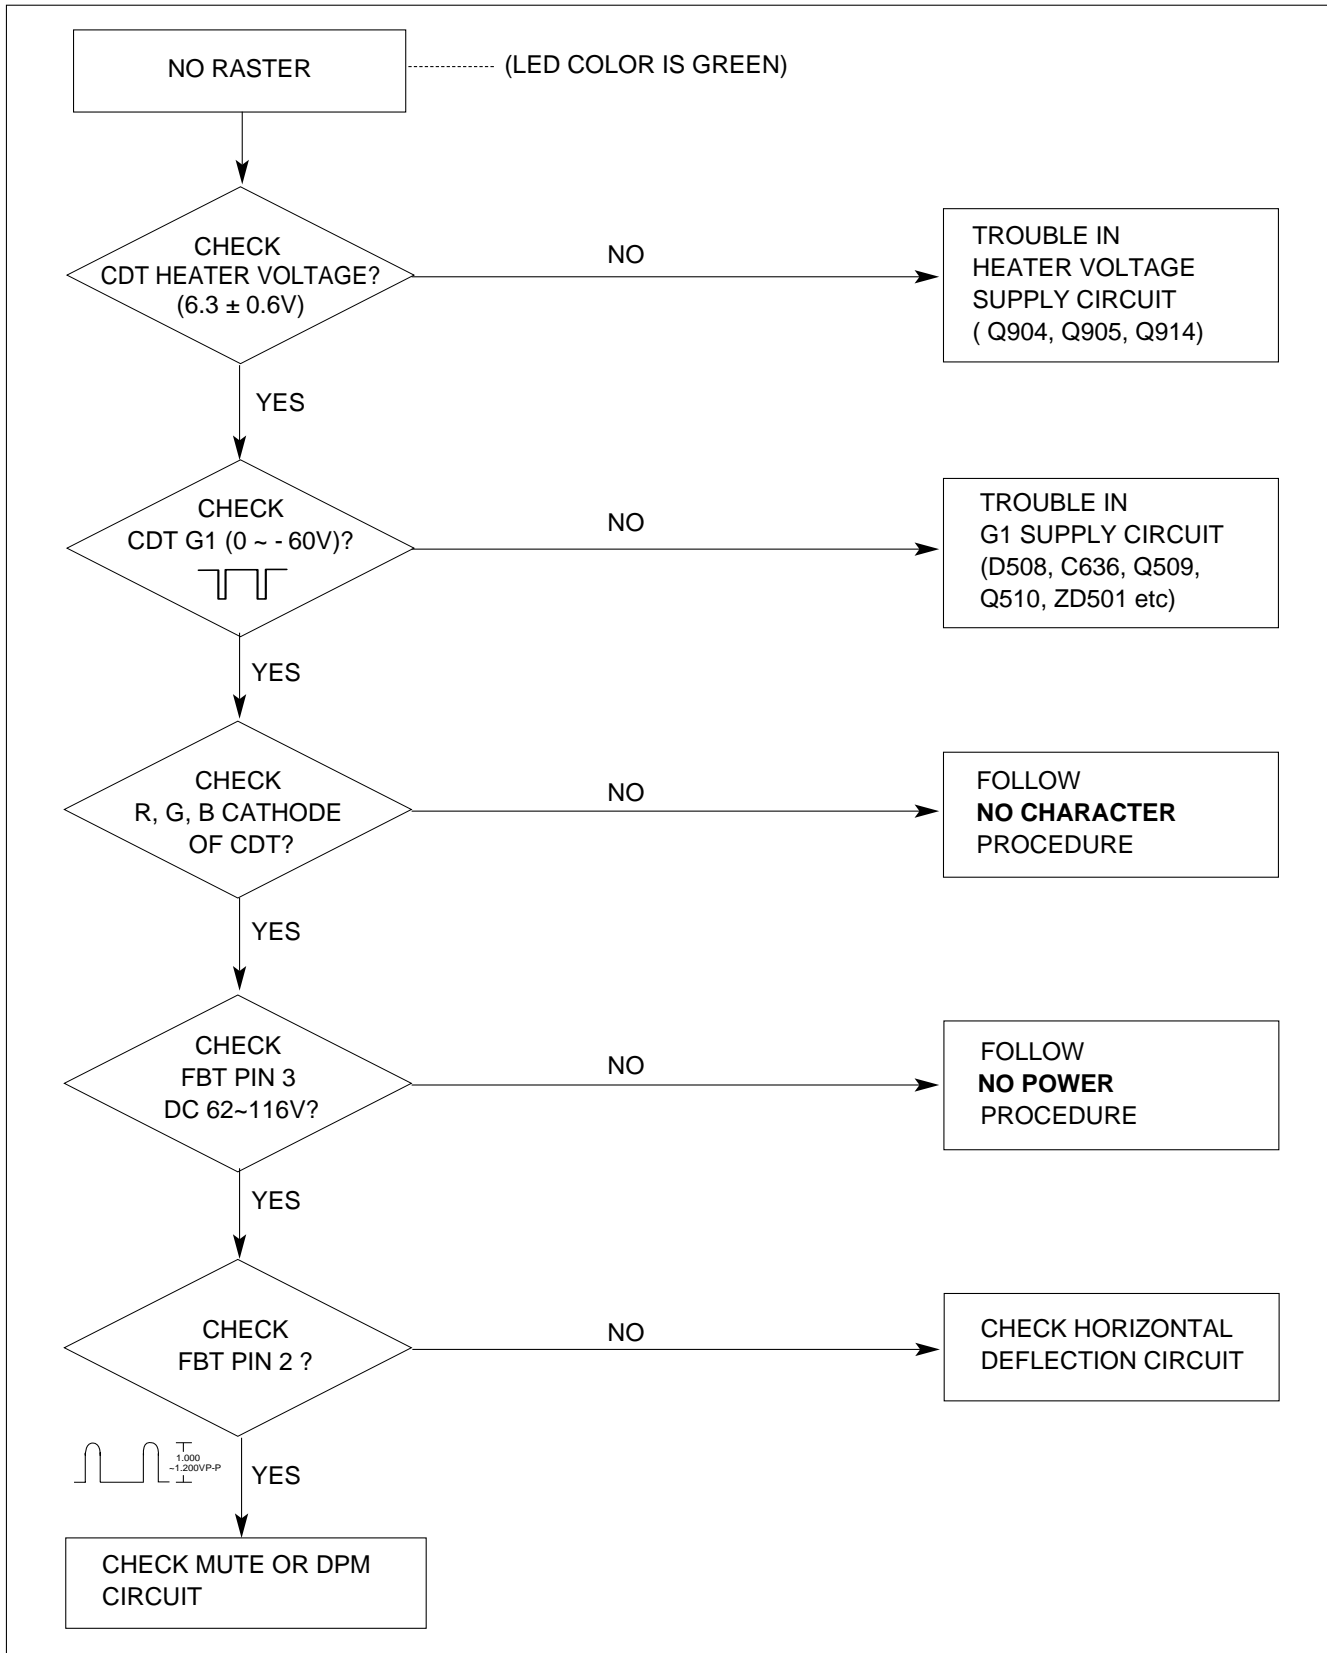 NO RASTER
(LED COLOR IS GREEN)
CHECK
CDT HEATER VOLTAGE?
(6.3 ± 0.6V)
NO
TROUBLE IN
HEATER VOLTAGE
SUPPLY CIRCUIT
( Q904, Q905, Q914)
YES
CHECK
CDT G1 (0 ~ - 60V)?
NO
TROUBLE IN
G1 SUPPLY CIRCUIT
(D508, C636, Q509,
Q510, ZD501 etc)
YES
CHECK
R, G, B CATHODE
OF CDT?
NO
FOLLOW
NO CHARACTER
PROCEDURE
YES
CHECK
FBT PIN 3
DC 62~116V?
NO
FOLLOW
NO POWER
PROCEDURE
YES
CHECK
FBT PIN 2 ?
NO
CHECK HORIZONTAL
DEFLECTION CIRCUIT
1.000
~1.200VP-P
YES
CHECK MUTE OR DPM
CIRCUIT